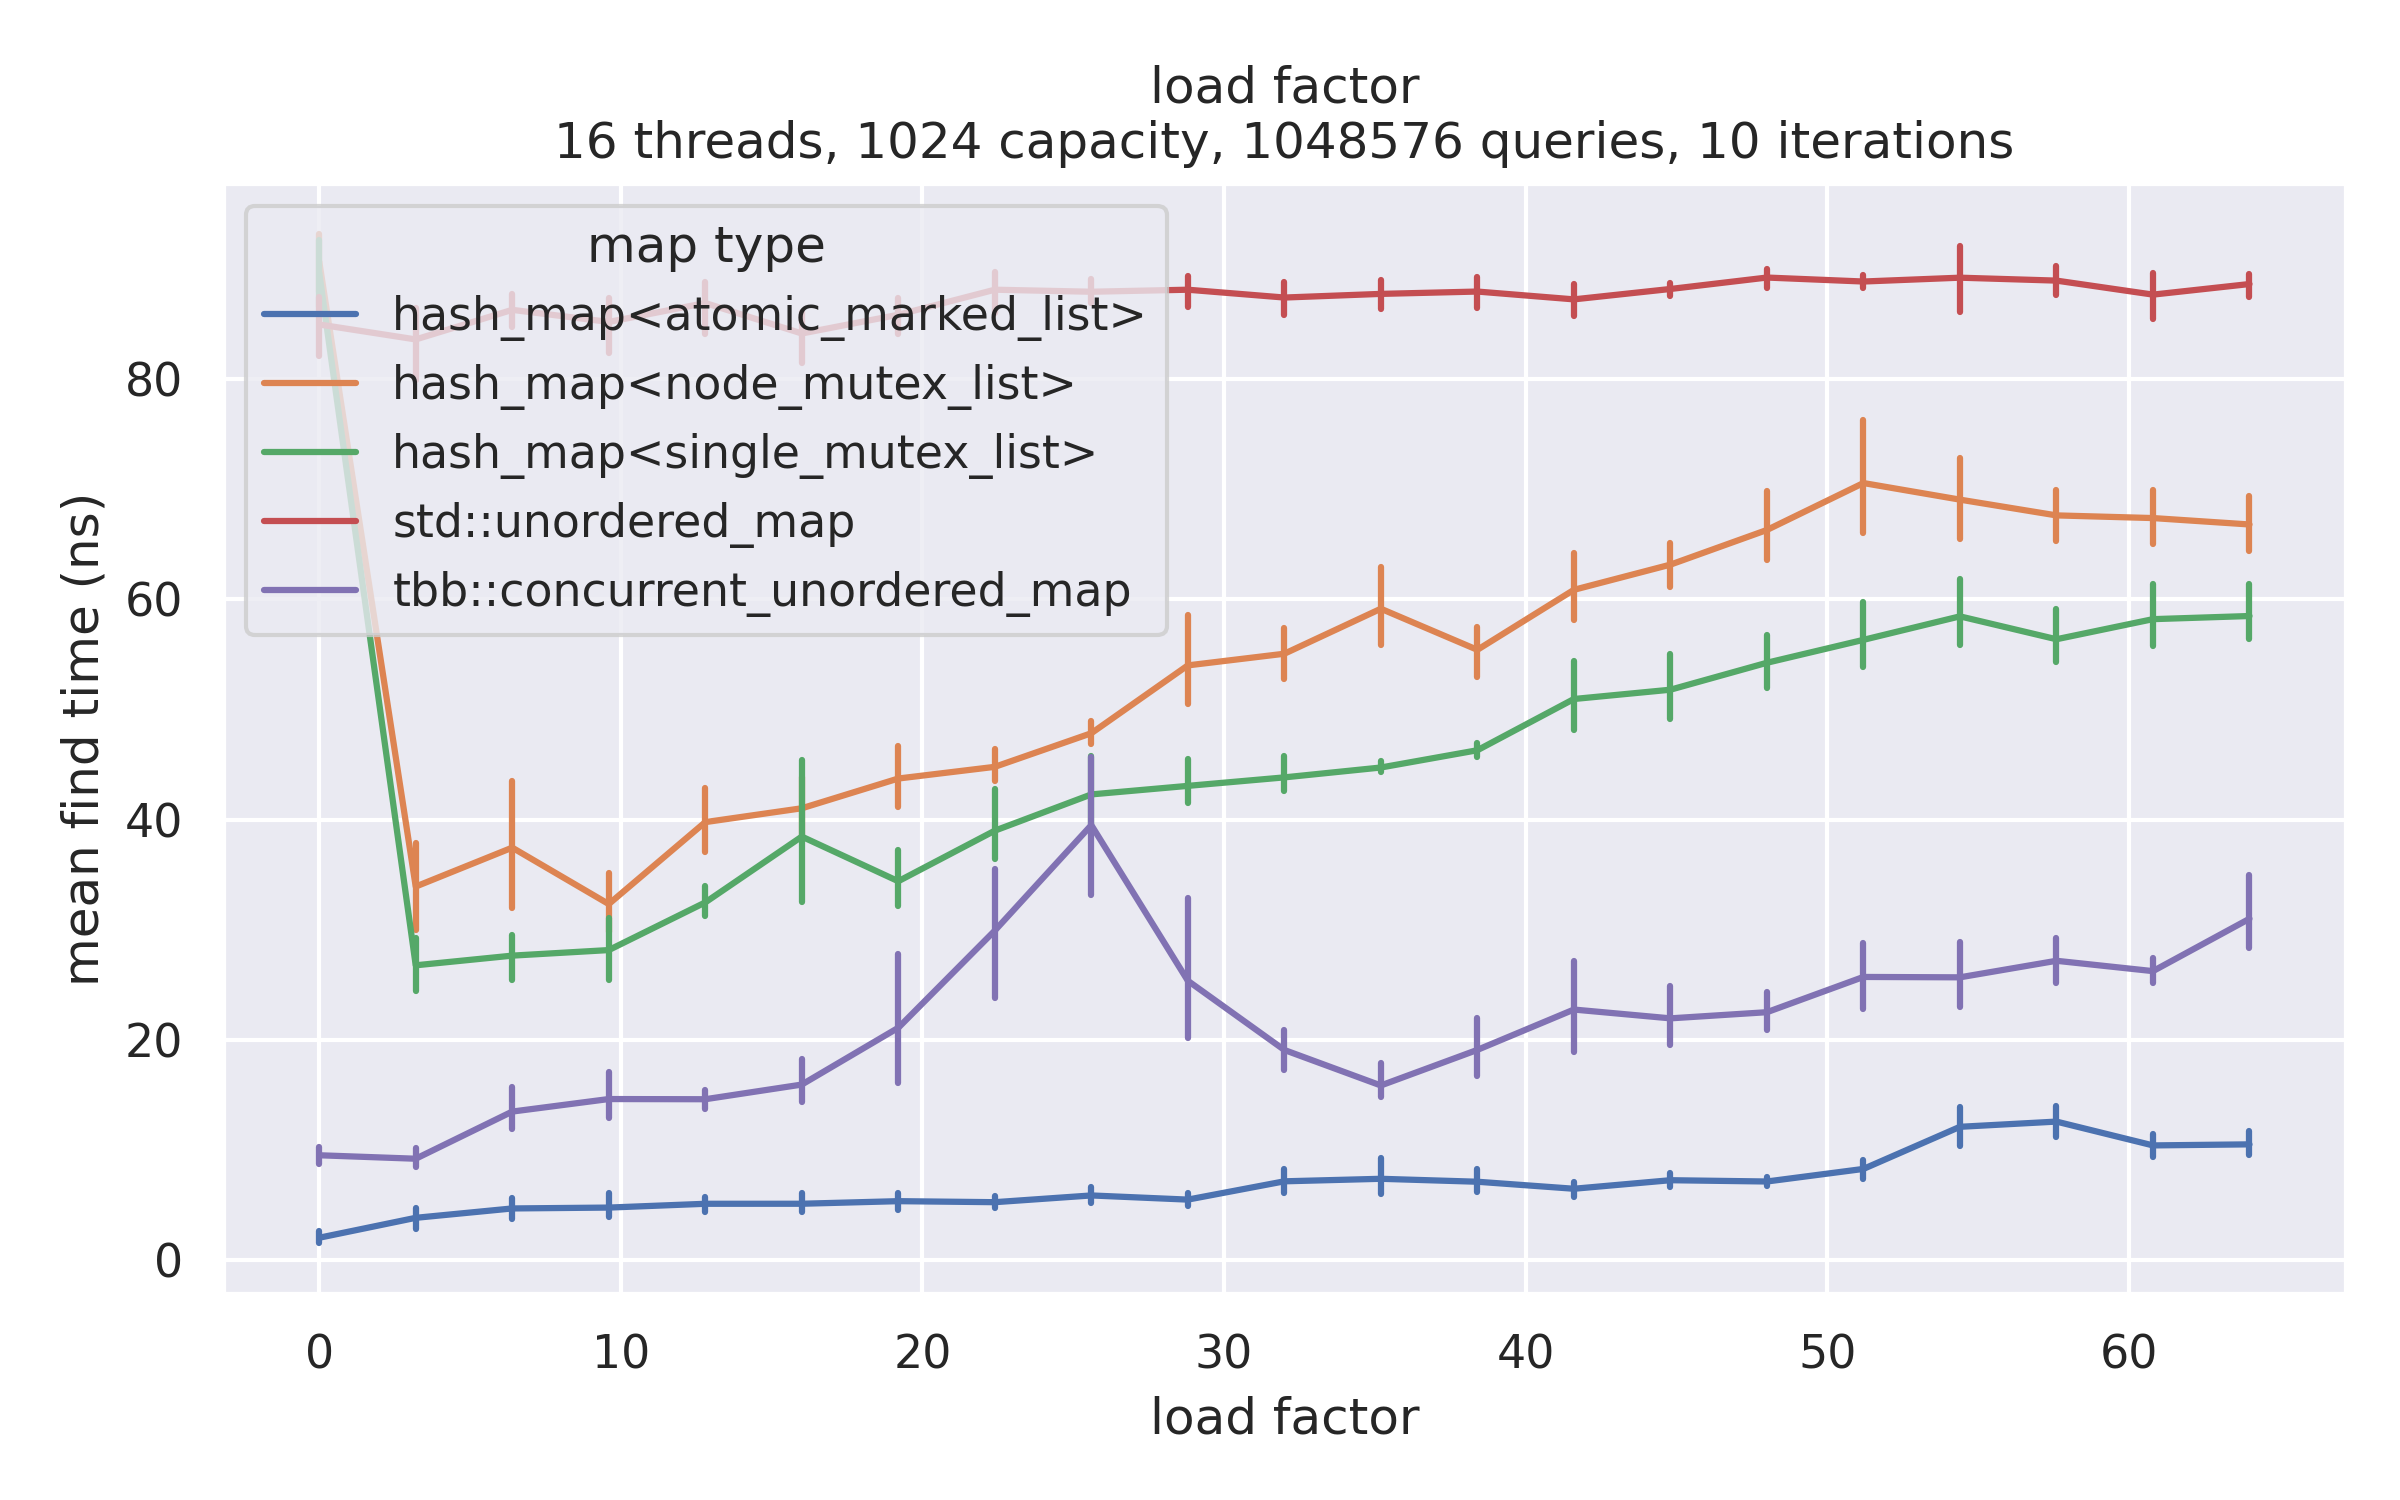 load factor
16 threads, 1024 capacity, 1048576 queries, 10 iterations
map type
hash_map<atomic_marked_list>
hash_map<node_mutex_list>
hash_map<single_mutex_list>
std::unordered_map
tbb::concurrent_unordered_map
mean find time (ns)
80
60
40
20
0
0 10 20 30 40 50 60
load factor